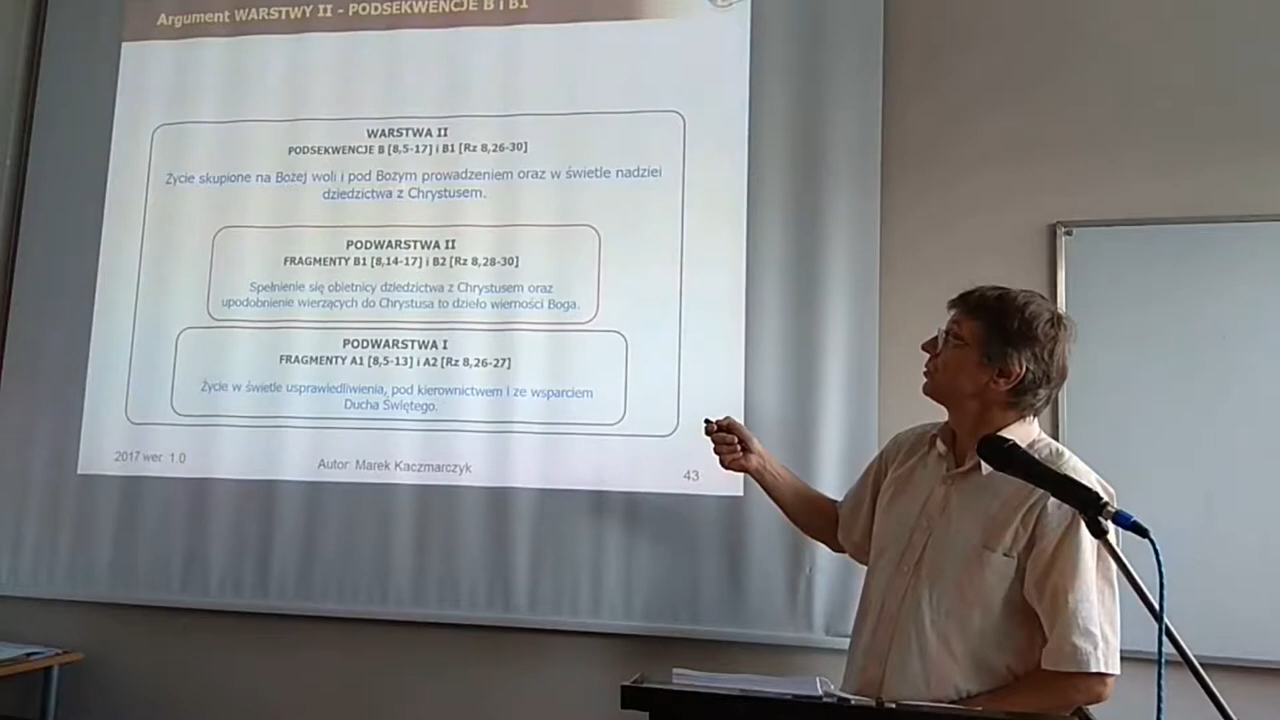 Argument WARSTWY II - PODSEKWENCJE B i B1
WARSTWA II
PODSEKWENCJE B [8,5-17] i B1 [Rz 8,26-30]
Życie skupione na Bożej woli i pod Bożym prowadzeniem oraz w świetle nadziei
dziedzictwa z Chrystusem.
PODWARSTWA II
FRAGMENTY B1 [8,14-17] i B2 [Rz 8,28-30]
Spełnienie się obietnicy dziedzictwa z Chrystusem oraz
upodobnienie wierzących do Chrystusa to dzieło wierności Boga.
PODWARSTWA I
FRAGMENTY A1 [8,5-13] i A2 [Rz 8,26-27]
Życie w świetle usprawiedliwienia, pod kierownictwem i ze wsparciem
Ducha Świętego.
2017 wer. 1.0
Autor: Marek Kaczmarczyk
43